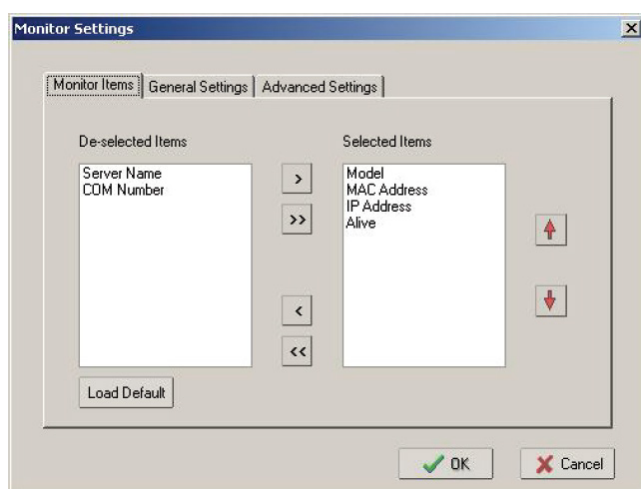 Monitor Settings
Monitor Items
General Settings
Advanced Settings
De-selected Items
Selected Items
Server Name
COM Number
>
>>
<
<<
Model
MAC Address
IP Address
Alive
Load Default
OK
Cancel